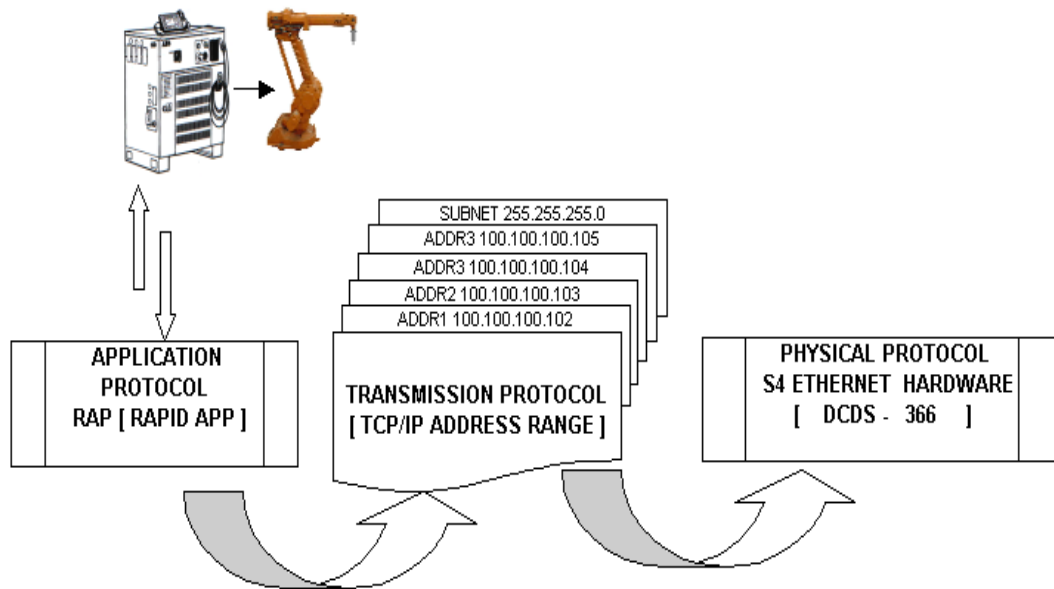 SUBNET 255.255.255.0
ADDR3 100.100.100.105
ADDR3 100.100.100.104
ADDR2 100.100.100.103
ADDR1 100.100.100.102
APPLICATION
PROTOCOL
RAP [ RAPID APP ]
TRANSMISSION PROTOCOL
[ TCP/IP ADDRESS RANGE ]
PHYSICAL PROTOCOL
S4 ETHERNET HARDWARE
[ DCDS - 366 ]